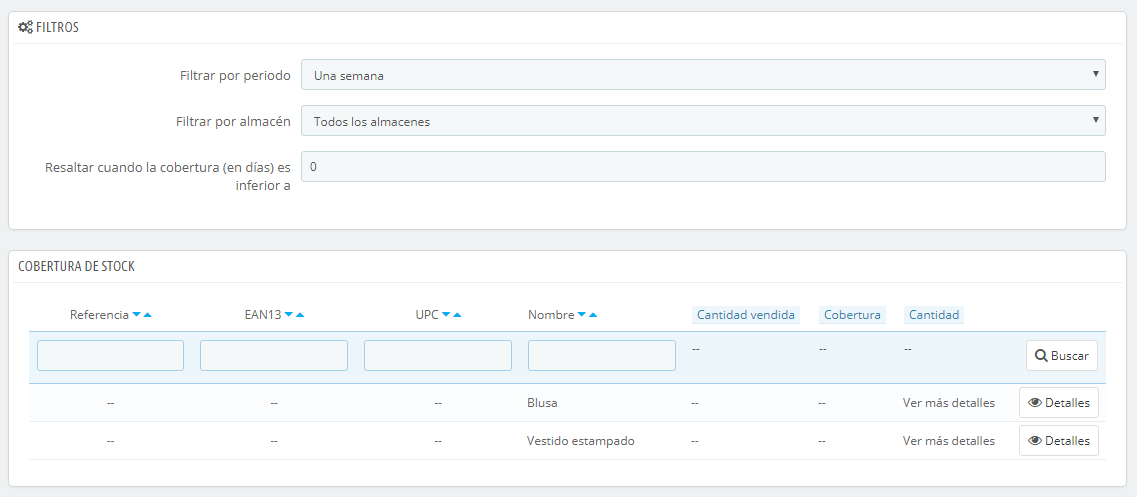 FILTROS
Filtrar por periodo Una semana
Filtrar por almacén Todos los almacenes
Resaltar cuando la cobertura (en días) es 0
inferior a
COBERTURA DE STOCK
Referencia EAN13 UPC Nombre Cantidad vendida Cobertura Cantidad
-- -- -- Buscar
-- -- -- Blusa -- -- Ver más detalles Detalles
-- -- -- Vestido estampado -- -- Ver más detalles Detalles